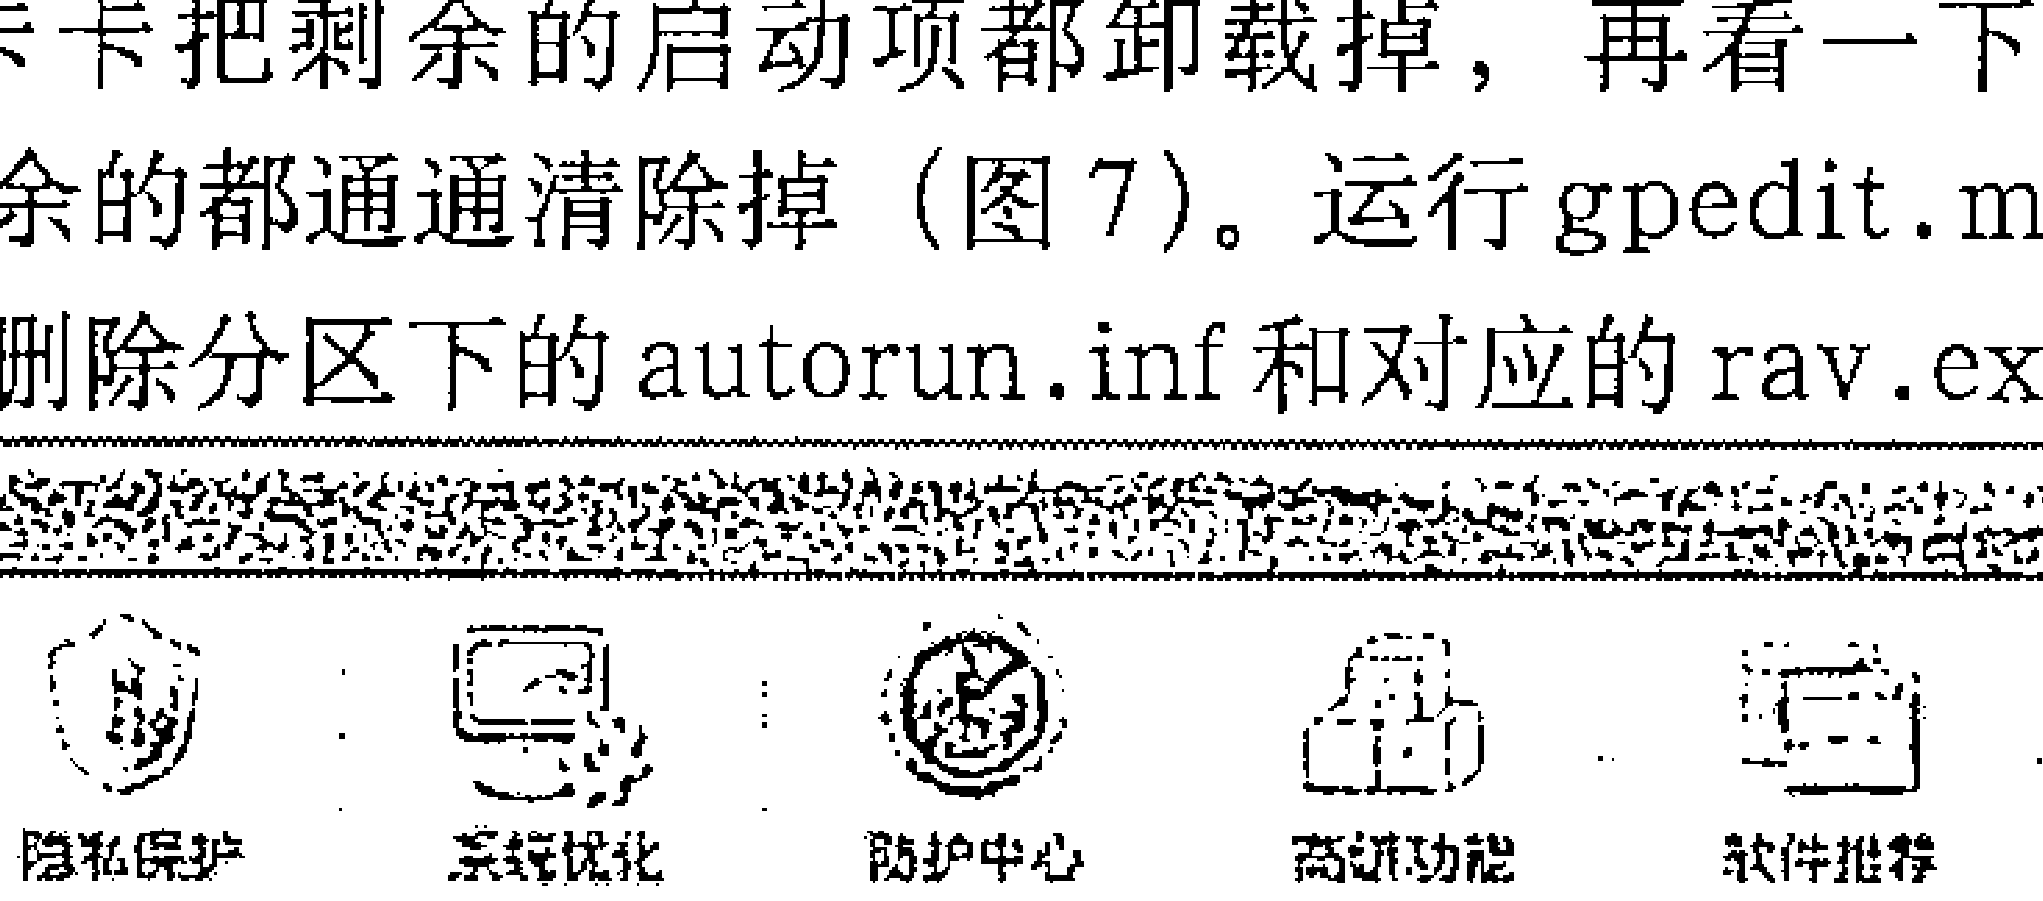 卡卡把剩余的启动项都卸载掉，再看一下
余的都通通清除掉（图7）。运行gpedit.m
删除分区下的autorun.inf和对应的rav.ex
隐私保护 系统优化 防护中心 高级功能 软件推荐